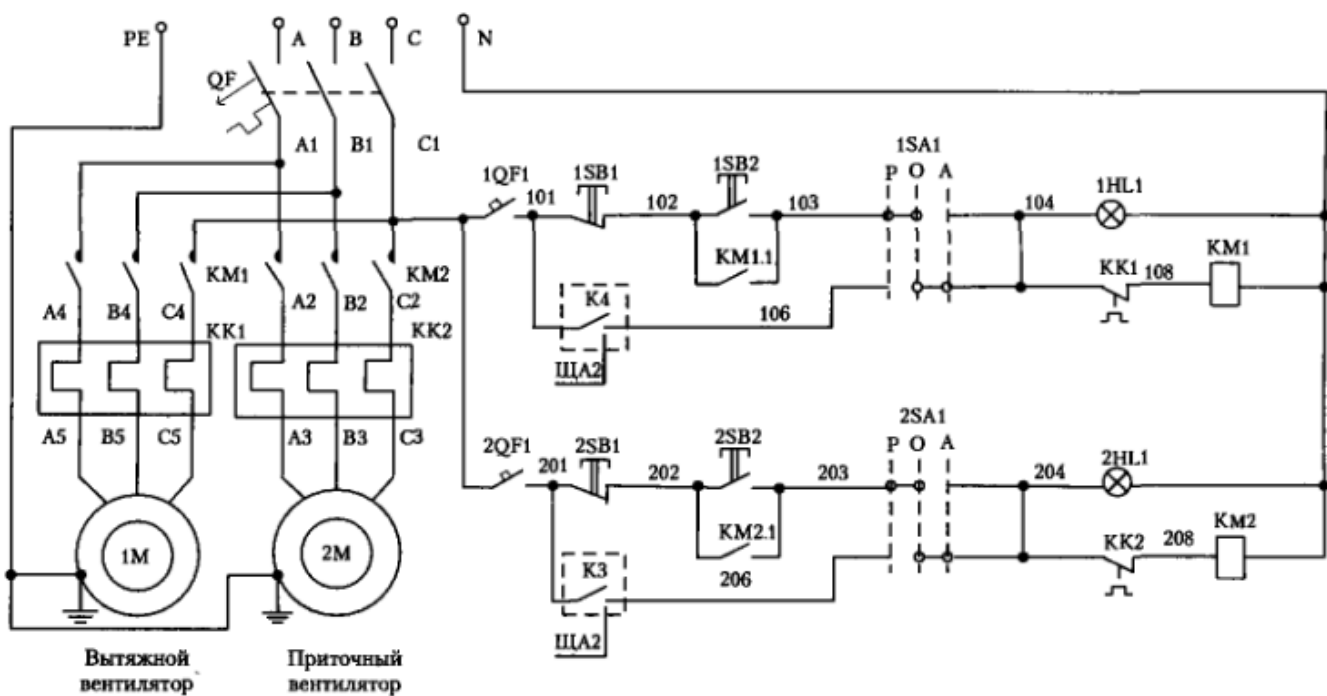 PE A B C N
QF
A1 B1 C1
1QF1 101 1SB1 102 1SB2 103 1SA1 104 1HL1
P O A
KM1.1
KM1 KM2
KK1 108 KM1
A4 B4 C4 A2 B2 C2
K4 106
KK1 KK2
ЩА2
A5 B5 C5 A3 B3 C3
2QF1 201 2SB1 202 2SB2 203 2SA1 204 2HL1
P O A
KM2.1
1M 2M
KK2 208 Kм2
K3 206
ЩА2
Вытяжной
вентилятор
Приточный
вентилятор